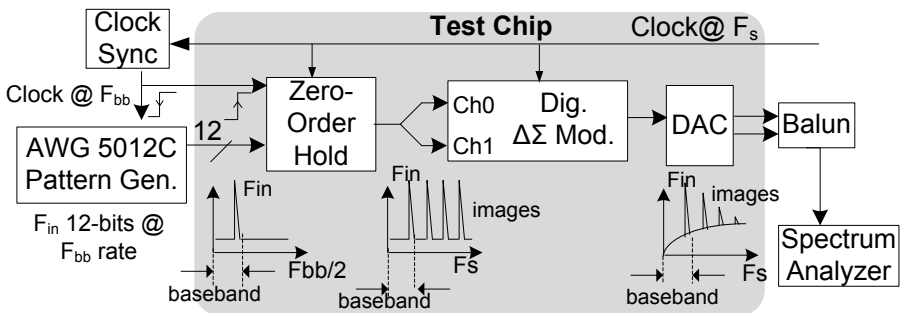 Clock
Sync
Test Chip
Clock@ Fs
Clock @ Fbb
12
AWG 5012C
Pattern Gen.
Fin 12-bits @
Fbb rate
Zero-
Order
Hold
Ch0
Ch1
Dig.
ΔΣ Mod.
DAC
Balun
Spectrum
Analyzer
Fin
Fbb/2
baseband
images
Fs
baseband
Fin
images
Fs
baseband